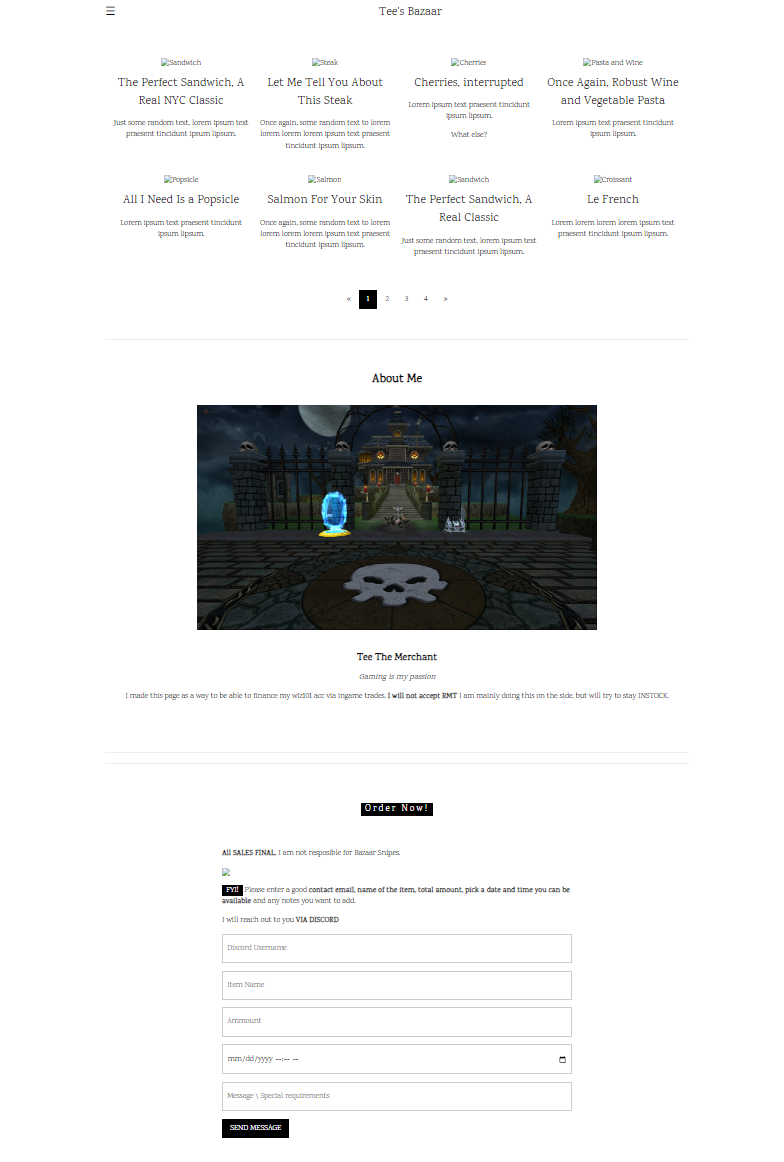 ☰ Tee's Bazaar
Sandwich Steak Cherries Pasta and Wine
The Perfect Sandwich, A
Real NYC Classic
Just some random text, lorem ipsum text
praesent tincidunt ipsum lipsum.
Let Me Tell You About
This Steak
Once again, some random text to lorem
lorem lorem lorem ipsum text praesent
tincidunt ipsum lipsum.
Cherries, interrupted
Lorem ipsum text praesent tincidunt
ipsum lipsum.
What else?
Once Again, Robust Wine
and Vegetable Pasta
Lorem ipsum text praesent tincidunt
ipsum lipsum.
Popsicle Salmon Sandwich Croissant
All I Need Is a Popsicle
Lorem ipsum text praesent tincidunt
ipsum lipsum.
Salmon For Your Skin
Once again, some random text to lorem
lorem lorem lorem ipsum text praesent
tincidunt ipsum lipsum.
The Perfect Sandwich, A
Real Classic
Just some random text, lorem ipsum text
praesent tincidunt ipsum lipsum.
Le French
Lorem lorem lorem lorem ipsum text
praesent tincidunt ipsum lipsum.
« 1 2 3 4 »
About Me
Tee The Merchant
Gaming is my passion
I made this page as a way to be able to finance my wiz101 acc via ingame trades. I will not accept RMT I am mainly doing this on the side, but will try to stay INSTOCK.
Order Now!
All SALES FINAL, I am not resposible for Bazaar Snipes.
FYI! Please enter a good contact email, name of the item, total amount, pick a date and time you can be
available and any notes you want to add.
I will reach out to you VIA DISCORD
Discord Username
Item Name
Ammount
mm/dd/yyyy --:-- --
Message \ Special requirements
SEND MESSAGE